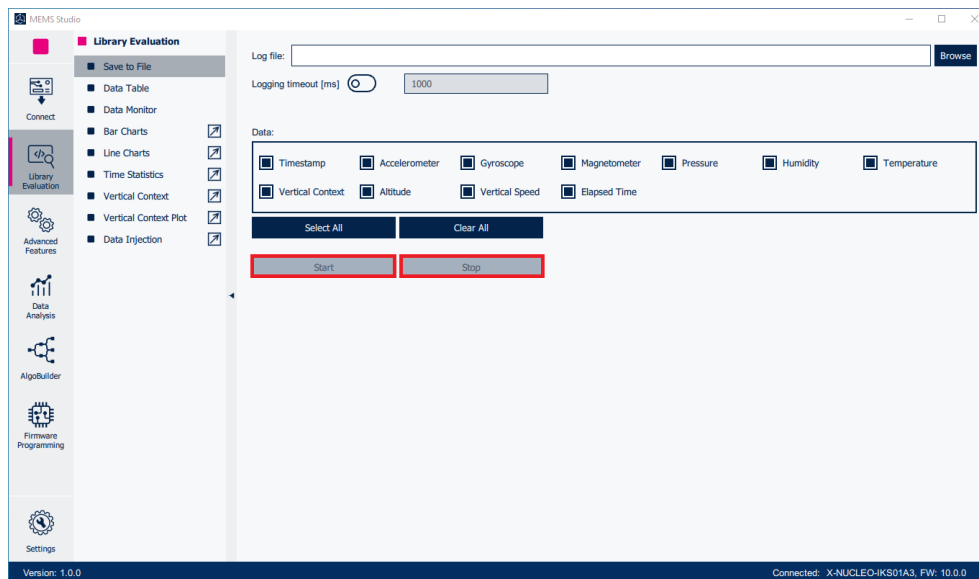 MEMS Studio
Connect
Library
Evaluation
Advanced
Features
Data
Analysis
AlgoBuilder
Firmware
Programming
Settings
Library Evaluation
Save to File
Data Table
Data Monitor
Bar Charts
Line Charts
Time Statistics
Vertical Context
Vertical Context Plot
Data Injection
Log file: Browse
Logging timeout [ms] 1000
Data:
Timestamp Accelerometer Gyroscope Magnetometer Pressure Humidity Temperature
Vertical Context Altitude Vertical Speed Elapsed Time
Select All Clear All
Start Stop
Version: 1.0.0 Connected: X-NUCLEO-IKS01A3, FW: 10.0.0